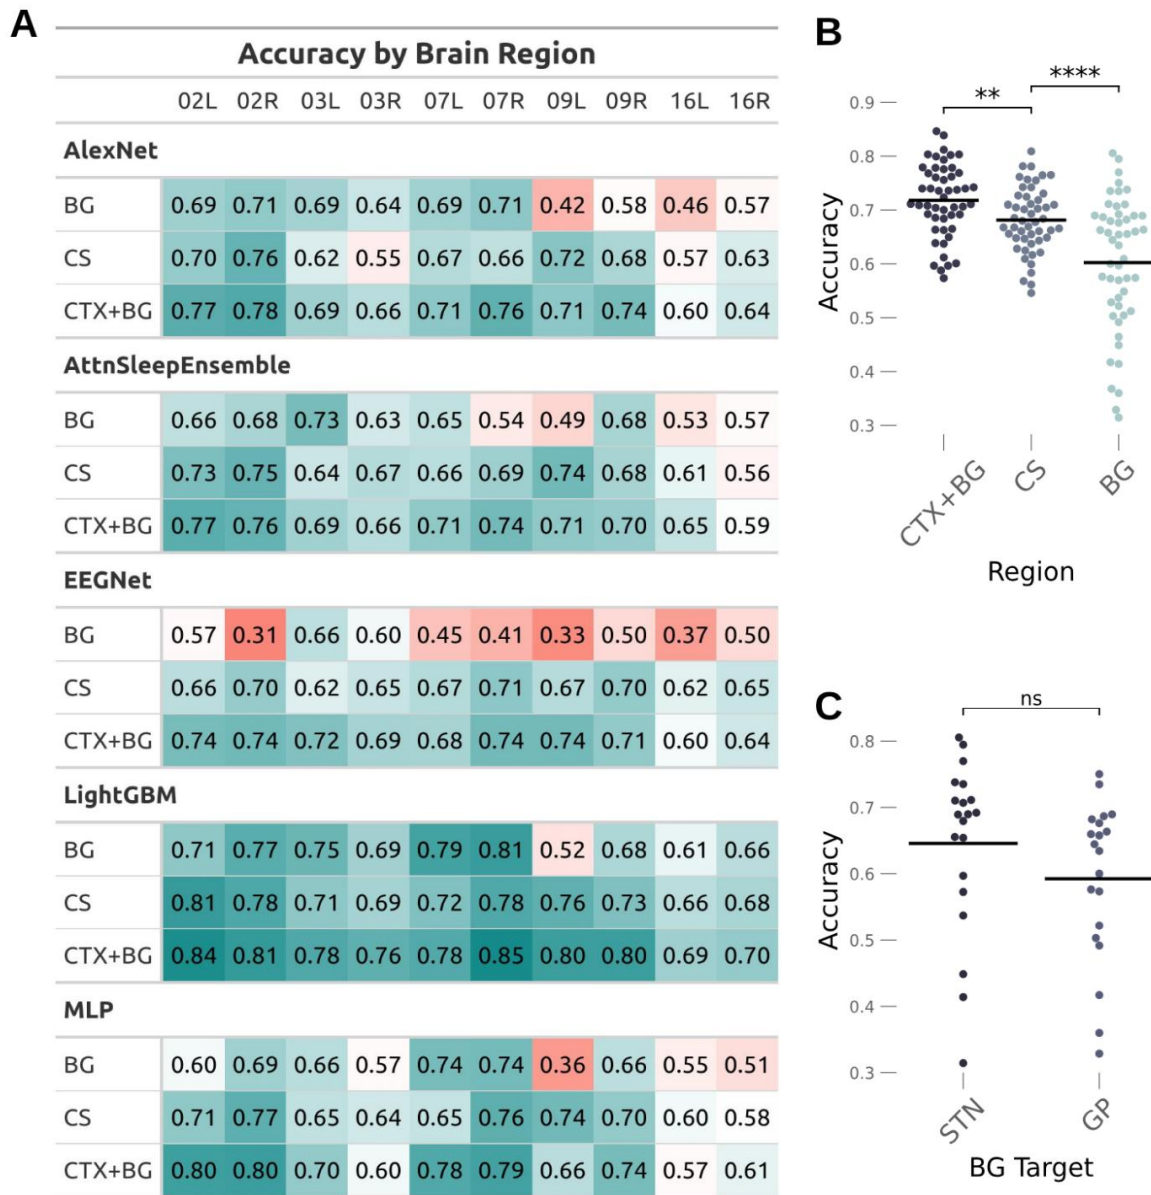 A
Accuracy by Brain Region
02L 02R 03L 03R 07L 07R 09L 09R 16L 16R
AlexNet
BG 0.69 0.71 0.69 0.64 0.69 0.71 0.42 0.58 0.46 0.57
CS 0.70 0.76 0.62 0.55 0.67 0.66 0.72 0.68 0.57 0.63
CTX+BG 0.77 0.78 0.69 0.66 0.71 0.76 0.71 0.74 0.60 0.64
AttnSleepEnsemble
BG 0.66 0.68 0.73 0.63 0.65 0.54 0.49 0.68 0.53 0.57
CS 0.73 0.75 0.64 0.67 0.66 0.69 0.74 0.68 0.61 0.56
CTX+BG 0.77 0.76 0.69 0.66 0.71 0.74 0.71 0.70 0.65 0.59
EEGNet
BG 0.57 0.31 0.66 0.60 0.45 0.41 0.33 0.50 0.37 0.50
CS 0.66 0.70 0.62 0.65 0.67 0.71 0.67 0.70 0.62 0.65
CTX+BG 0.74 0.74 0.72 0.69 0.68 0.74 0.74 0.71 0.60 0.64
LightGBM
BG 0.71 0.77 0.75 0.69 0.79 0.81 0.52 0.68 0.61 0.66
CS 0.81 0.78 0.71 0.69 0.72 0.78 0.76 0.73 0.66 0.68
CTX+BG 0.84 0.81 0.78 0.76 0.78 0.85 0.80 0.80 0.69 0.70
MLP
BG 0.60 0.69 0.66 0.57 0.74 0.74 0.36 0.66 0.55 0.51
CS 0.71 0.77 0.65 0.64 0.65 0.76 0.74 0.70 0.60 0.58
CTX+BG 0.80 0.80 0.70 0.60 0.78 0.79 0.66 0.74 0.57 0.61
B
** ****
Accuracy
0.9
0.8
0.7
0.6
0.5
0.4
0.3
CTX+BG CS BG
Region
C
ns
Accuracy
0.8
0.7
0.6
0.5
0.4
0.3
STN GP
BG Target